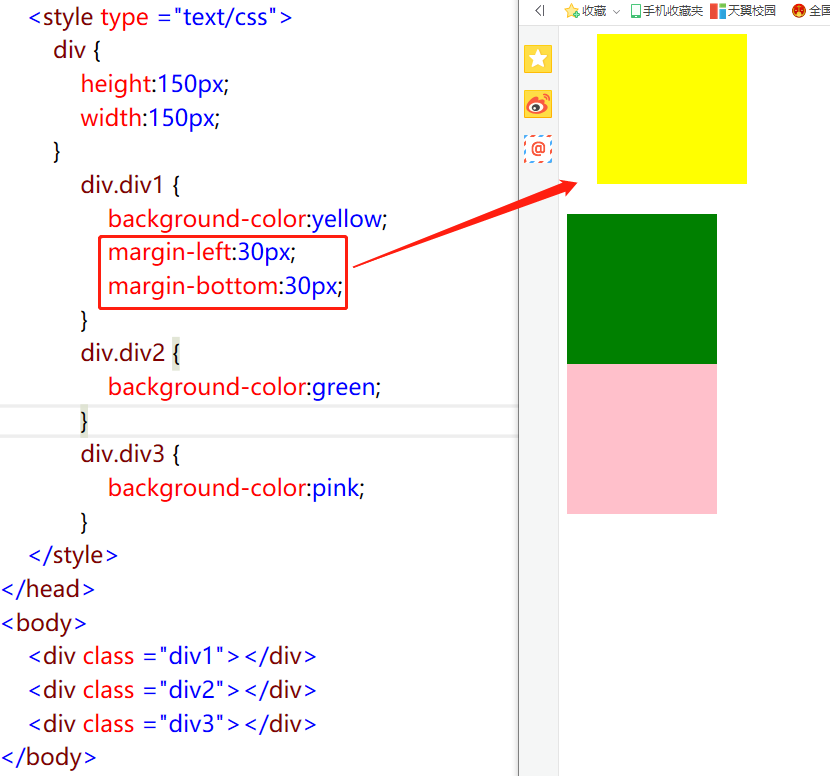 <style type ="text/css">
div {
height:150px;
width:150px;
}
div.div1 {
background-color:yellow;
margin-left:30px;
margin-bottom:30px;
}
div.div2 {
background-color:green;
}
div.div3 {
background-color:pink;
}
</style>
</head>
<body>
<div class ="div1"></div>
<div class ="div2"></div>
<div class ="div3"></div>
</body>
收藏 手机收藏夹 天翼校园 全国
@